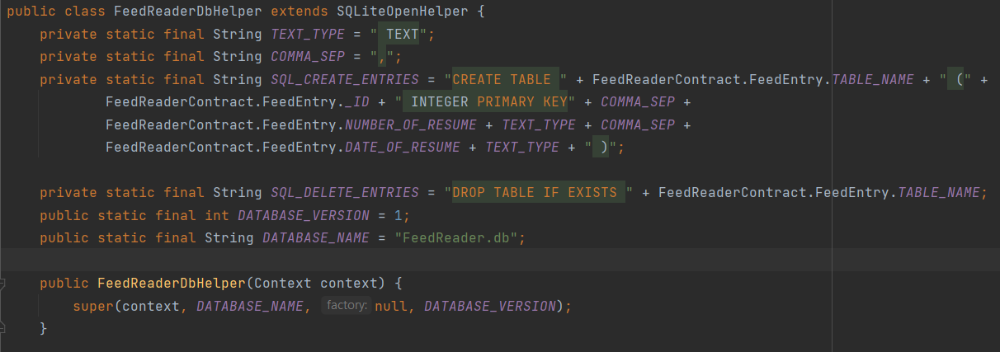 public class FeedReaderDbHelper extends SQLiteOpenHelper {
    private static final String TEXT_TYPE = " TEXT";
    private static final String COMMA_SEP = ",";
    private static final String SQL_CREATE_ENTRIES = "CREATE TABLE " + FeedReaderContract.FeedEntry.TABLE_NAME + " (" +
            FeedReaderContract.FeedEntry._ID + " INTEGER PRIMARY KEY" + COMMA_SEP +
            FeedReaderContract.FeedEntry.NUMBER_OF_RESUME + TEXT_TYPE + COMMA_SEP +
            FeedReaderContract.FeedEntry.DATE_OF_RESUME + TEXT_TYPE + " )";
    private static final String SQL_DELETE_ENTRIES = "DROP TABLE IF EXISTS " + FeedReaderContract.FeedEntry.TABLE_NAME;
    public static final int DATABASE_VERSION = 1;
    public static final String DATABASE_NAME = "FeedReader.db";
    public FeedReaderDbHelper(Context context) {
        super(context, DATABASE_NAME, factory: null, DATABASE_VERSION);
    }